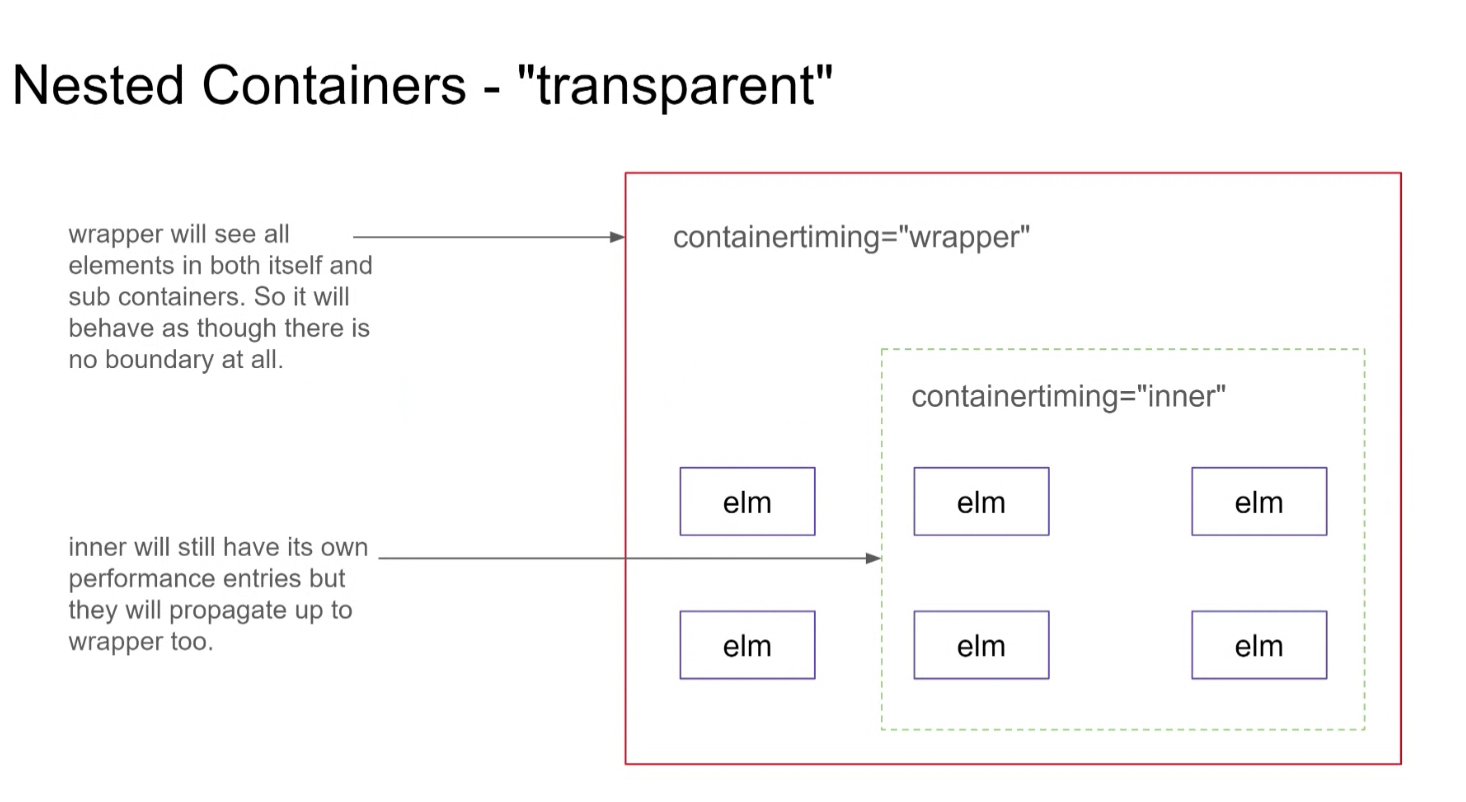 Nested Containers - "transparent"
wrapper will see all
elements in both itself and
sub containers. So it will
behave as though there is
no boundary at all.
containertiming="wrapper"
containertiming="inner"
elm
elm
elm
inner will still have its own
performance entries but
they will propagate up to
wrapper too.
elm
elm
elm